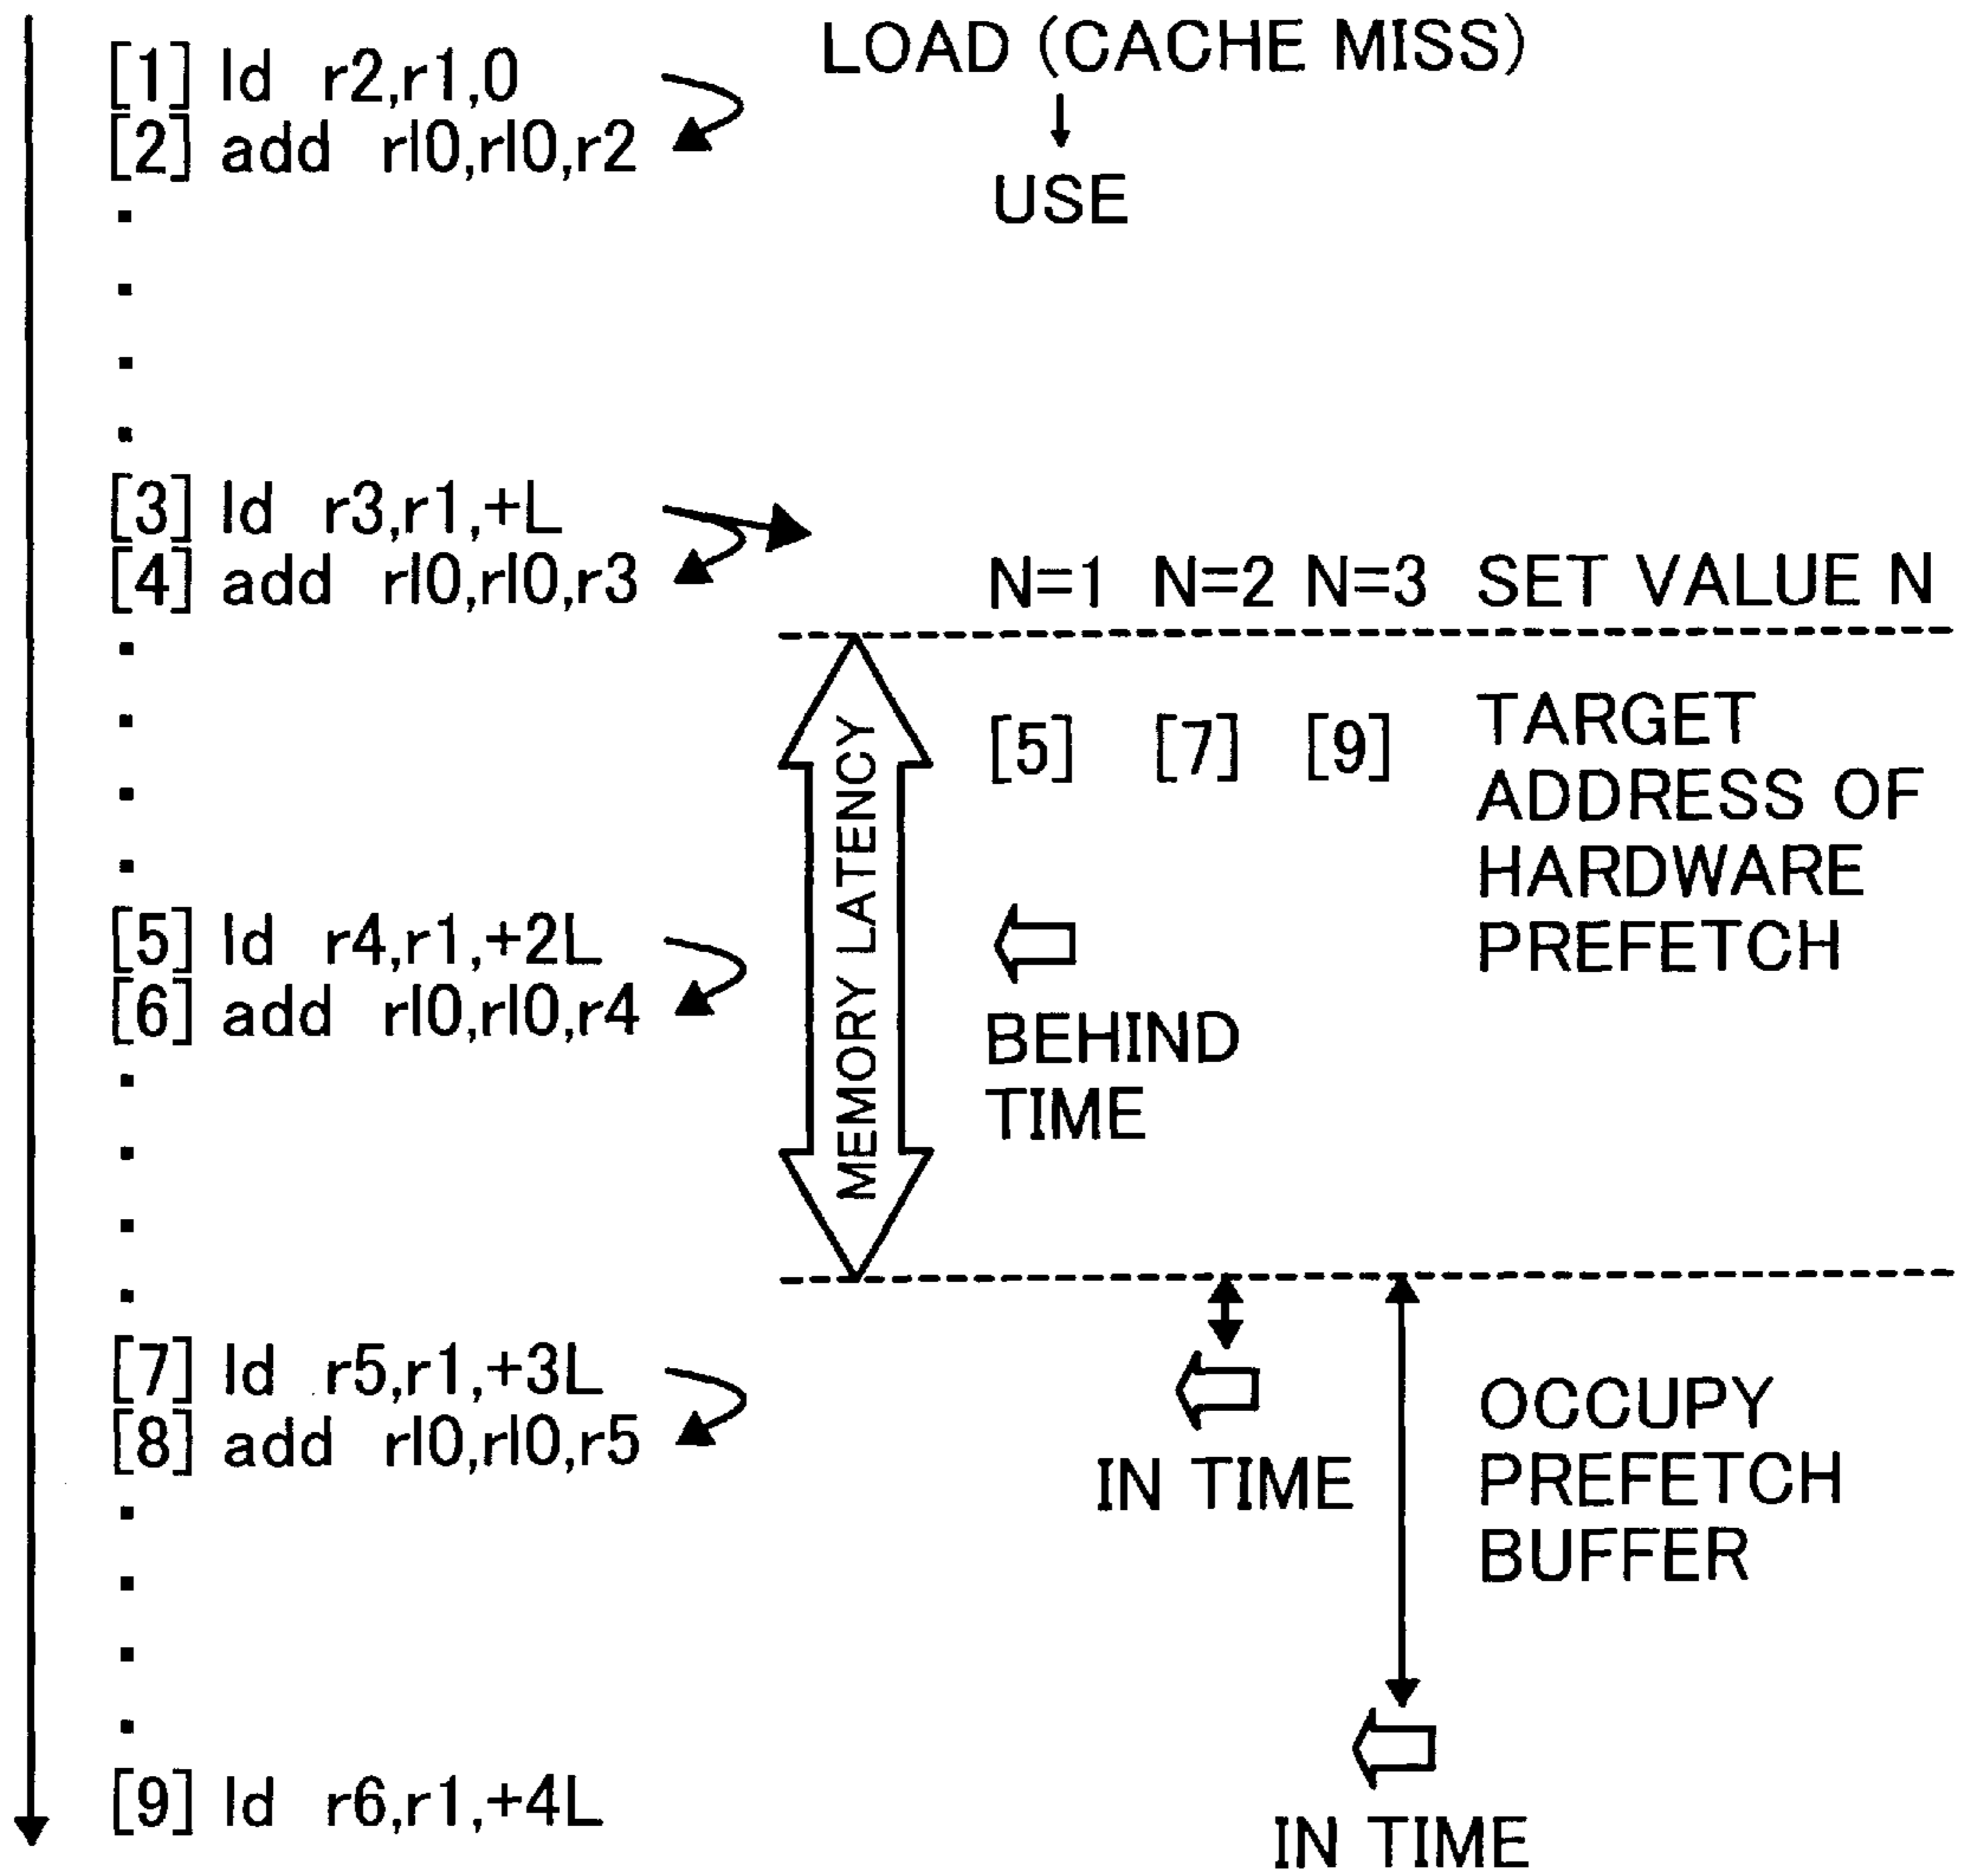 [1] ld r2,r1,0
LOAD (CACHE MISS)
[2] add rl0,rl0,r2
USE
[3] ld r3,r1,+L
[4] add rl0,rl0,r3
N=1 N=2 N=3 SET VALUE N
[5] [7] [9]
TARGET
ADDRESS OF
HARDWARE
PREFETCH
MEMORY LATENCY
[5] ld r4,r1,+2L
[6] add rl0,rl0,r4
BEHIND
TIME
[7] ld r5,r1,+3L
[8] add rl0,rl0,r5
IN TIME
OCCUPY
PREFETCH
BUFFER
[9] ld r6,r1,+4L
IN TIME